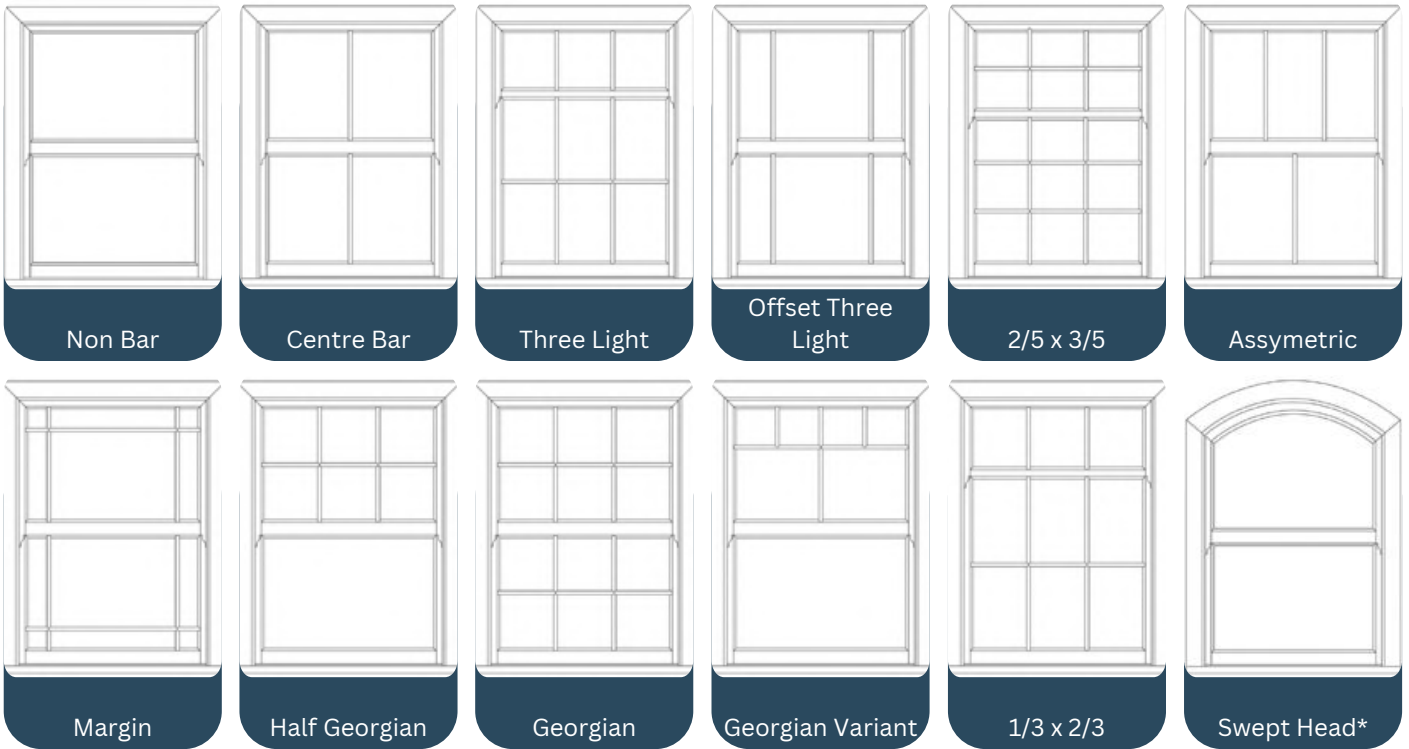 Non Bar
Centre Bar
Three Light
Offset Three
Light
2/5 x 3/5
Assymetric
Margin
Half Georgian
Georgian
Georgian Variant
1/3 x 2/3
Swept Head*